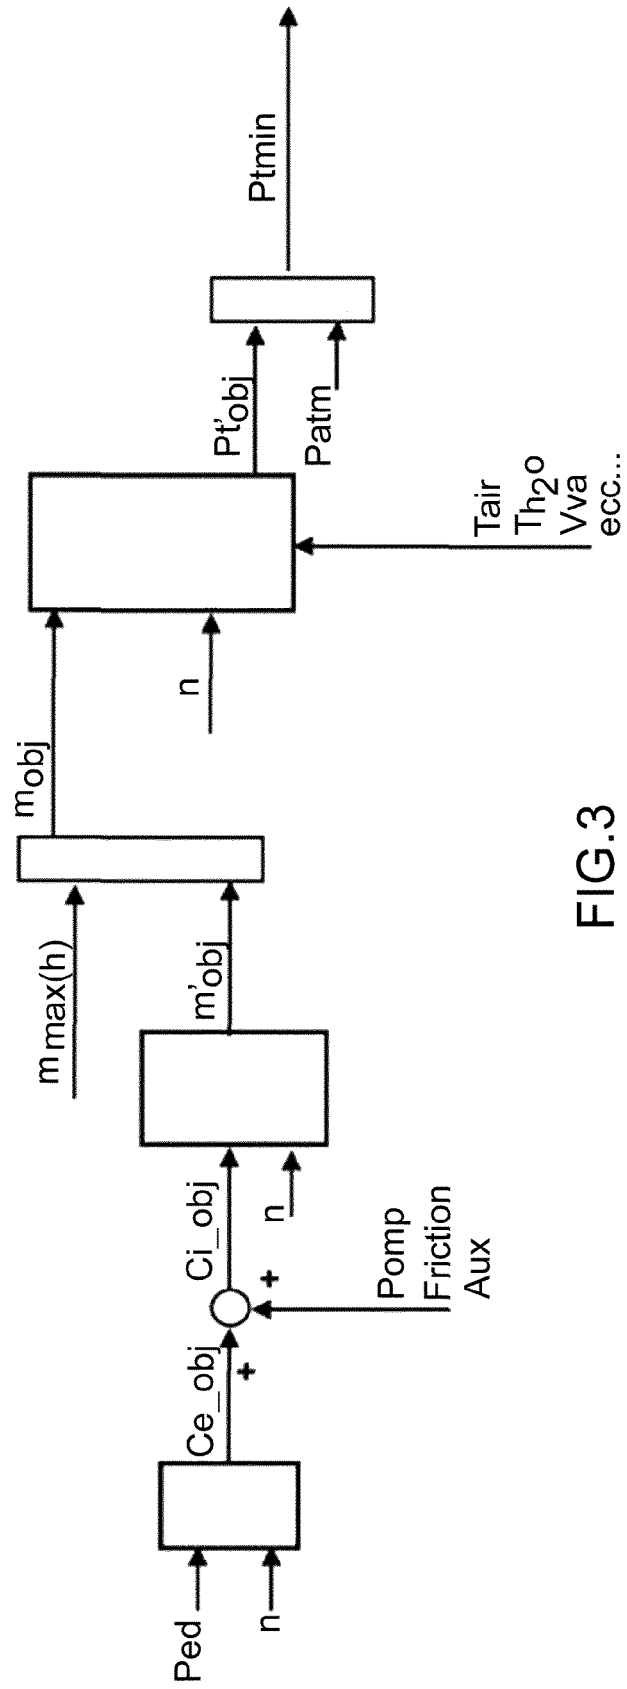 Ped
n
Ce_obj
+
+
Pomp
Friction
Aux
Ci_obj
n
m'obj
mmax(h)
mobj
n
Tair
Th2o
Vva
ecc...
Pt'obj
Patm
Ptmin
FIG.3